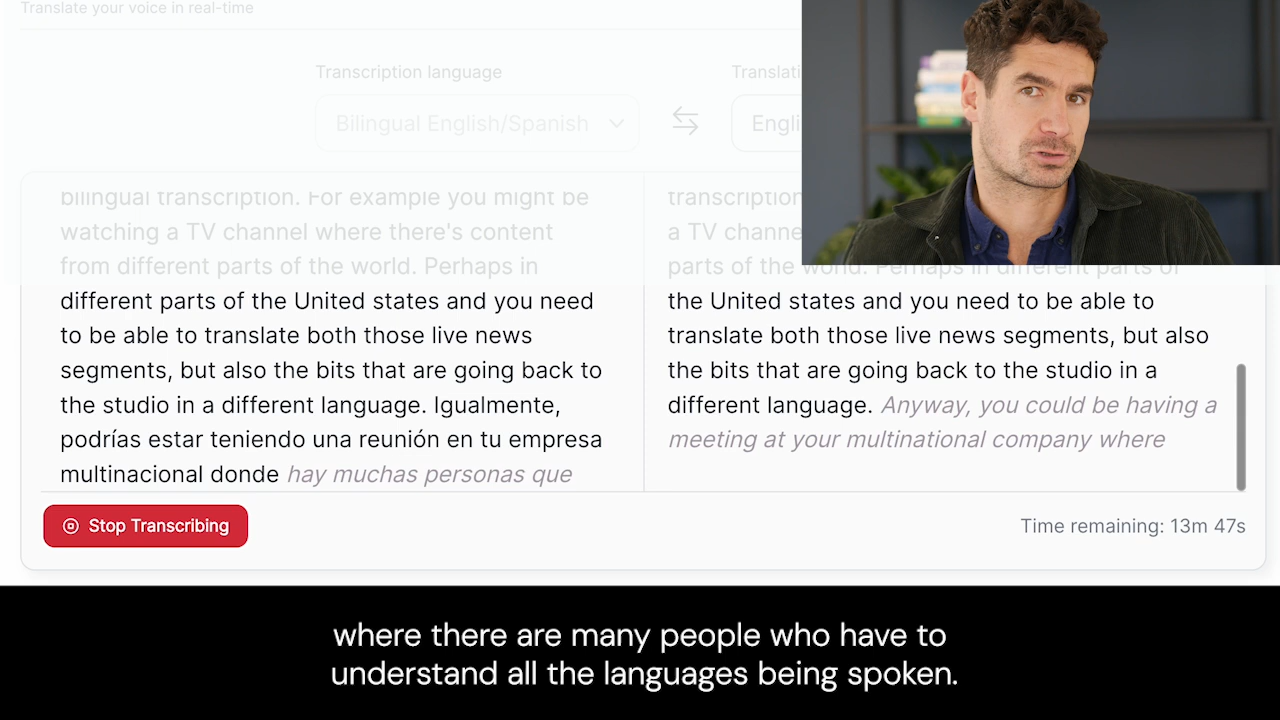 Translate your voice in real-time
Transcription language
Bilingual English/Spanish
bilingual transcription. For example you might be
watching a TV channel where there's content
from different parts of the world. Perhaps in
different parts of the United states and you need
to be able to translate both those live news
segments, but also the bits that are going back to
the studio in a different language. Igualmente,
podrías estar teniendo una reunión en tu empresa
multinacional donde hay muchas personas que
transcription
a TV channe
parts of the world. Perhaps in different parts of
the United states and you need to be able to
translate both those live news segments, but also
the bits that are going back to the studio in a
different language. Anyway, you could be having a
meeting at your multinational company where
Stop Transcribing
Time remaining: 13m 47s
where there are many people who have to
understand all the languages being spoken.